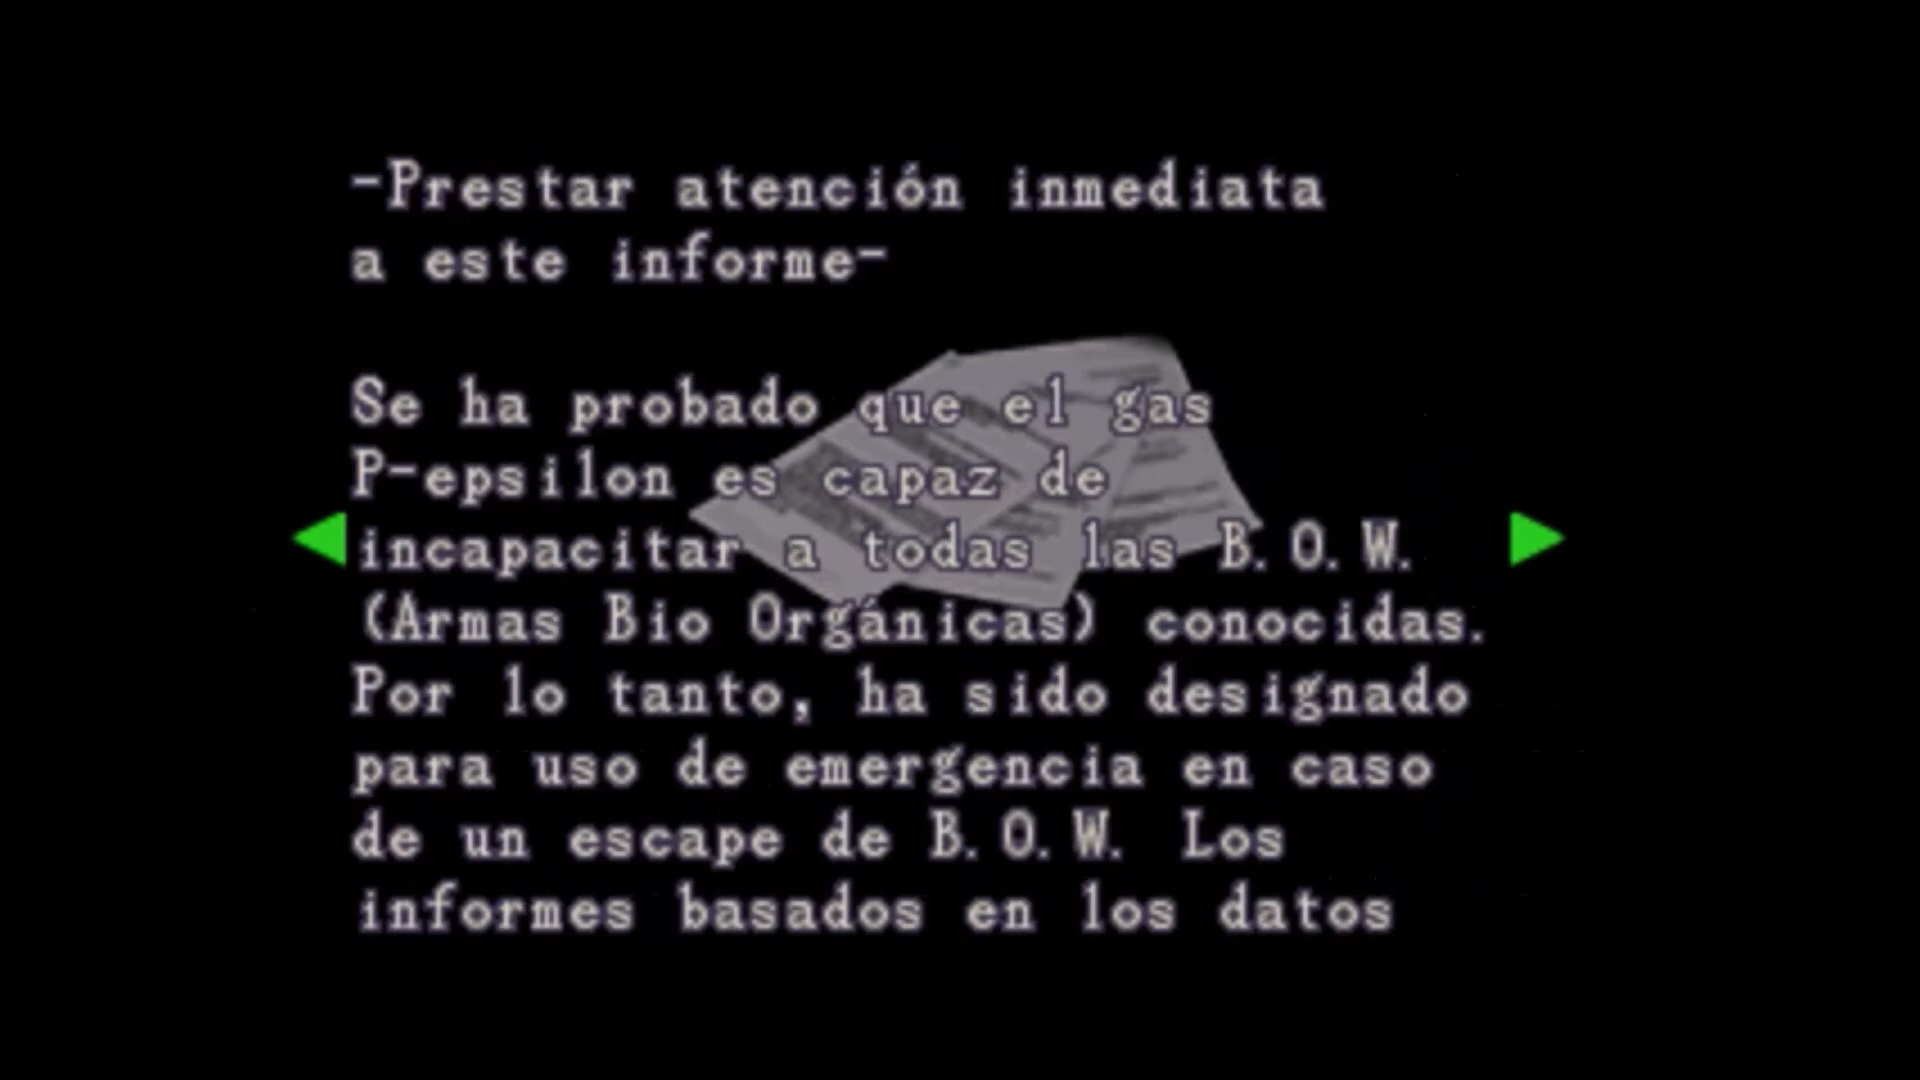 -Prestar atención inmediata
a este informe-
Se ha probado que el gas
P-epsilon es capaz de
incapacitar a todas las B.O.W.
(Armas Bio Orgánicas) conocidas.
Por lo tanto, ha sido designado
para uso de emergencia en caso
de un escape de B.O.W. Los
informes basados en los datos